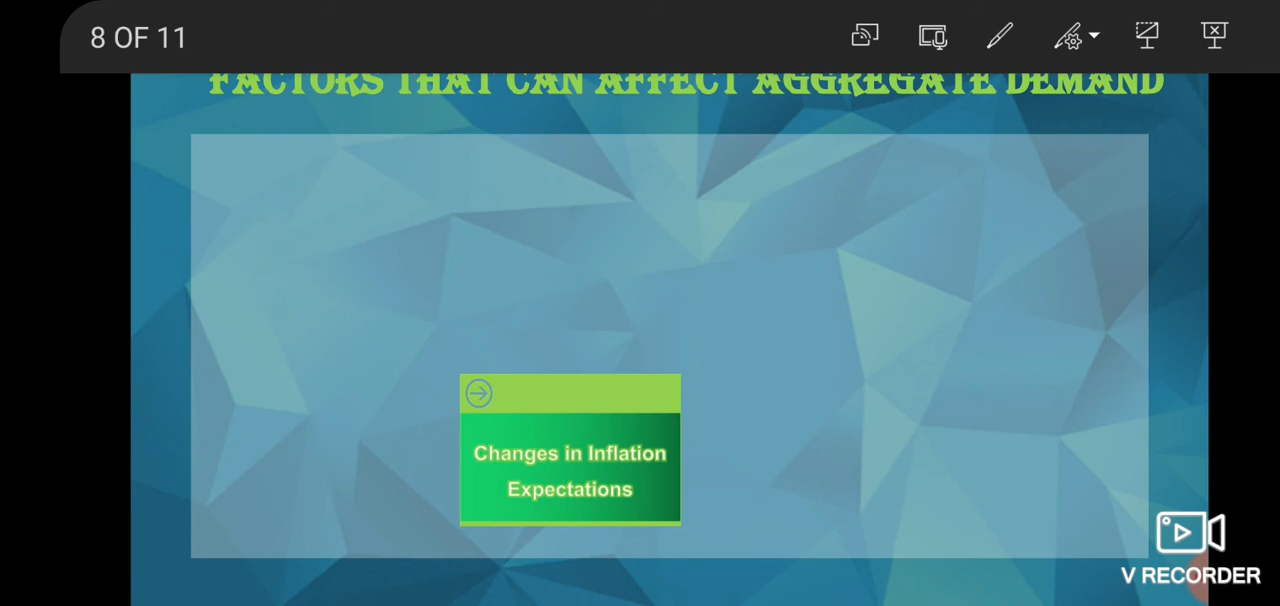 8 OF 11
FACTORS THAT CAN AFFECT AGGREGATE DEMAND
Changes in Inflation
Expectations
V RECORDER